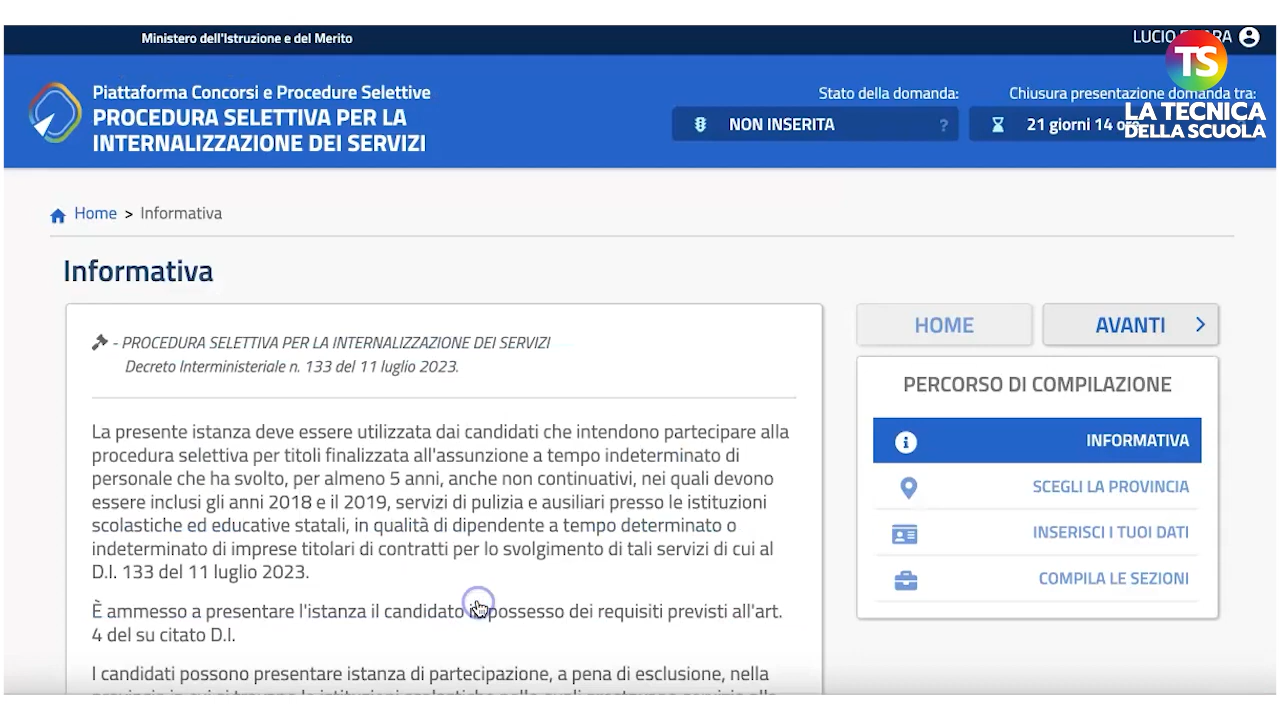 Ministero dell'Istruzione e del Merito
LUCIO
TS
LA TECNICA
DELLA SCUOLA
Piattaforma Concorsi e Procedure Selettive
PROCEDURA SELETTIVA PER LA
INTERNALIZZAZIONE DEI SERVIZI
Stato della domanda:
NON INSERITA ?
Chiusura presentazione domanda tra:
21 giorni 14 ore
Home > Informativa
Informativa
- PROCEDURA SELETTIVA PER LA INTERNALIZZAZIONE DEI SERVIZI
Decreto Interministeriale n. 133 del 11 luglio 2023.
La presente istanza deve essere utilizzata dai candidati che intendono partecipare alla
procedura selettiva per titoli finalizzata all'assunzione a tempo indeterminato di
personale che ha svolto, per almeno 5 anni, anche non continuativi, nei quali devono
essere inclusi gli anni 2018 e il 2019, servizi di pulizia e ausiliari presso le istituzioni
scolastiche ed educative statali, in qualità di dipendente a tempo determinato o
indeterminato di imprese titolari di contratti per lo svolgimento di tali servizi di cui al
D.I. 133 del 11 luglio 2023.
È ammesso a presentare l'istanza il candidato in possesso dei requisiti previsti all'art.
4 del su citato D.I.
I candidati possono presentare istanza di partecipazione, a pena di esclusione, nella
HOME
AVANTI
PERCORSO DI COMPILAZIONE
INFORMATIVA
SCEGLI LA PROVINCIA
INSERISCI I TUOI DATI
COMPILA LE SEZIONI